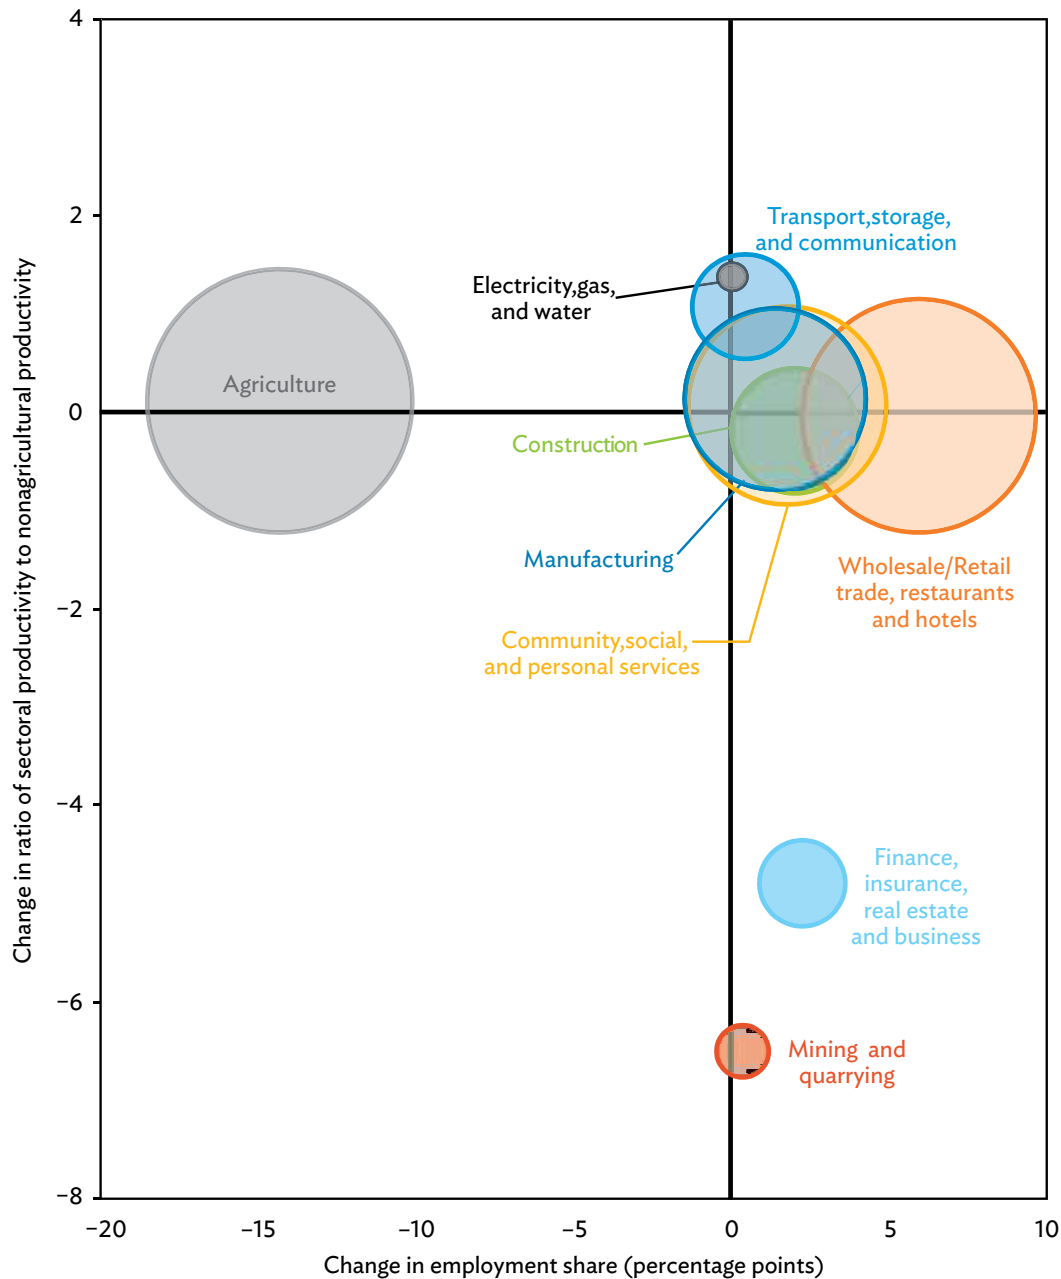 4
2
0
−2
−4
−6
−8
Change in ratio of sectoral productivity to nonagricultural productivity
Transport,storage,
and communication
Electricity,gas,
and water
Agriculture
Construction
Manufacturing
Wholesale/Retail
trade, restaurants
and hotels
Community,social,
and personal services
Finance,
insurance,
real estate
and business
Mining and
quarrying
−20 −15 −10 −5 0 5 10
Change in employment share (percentage points)